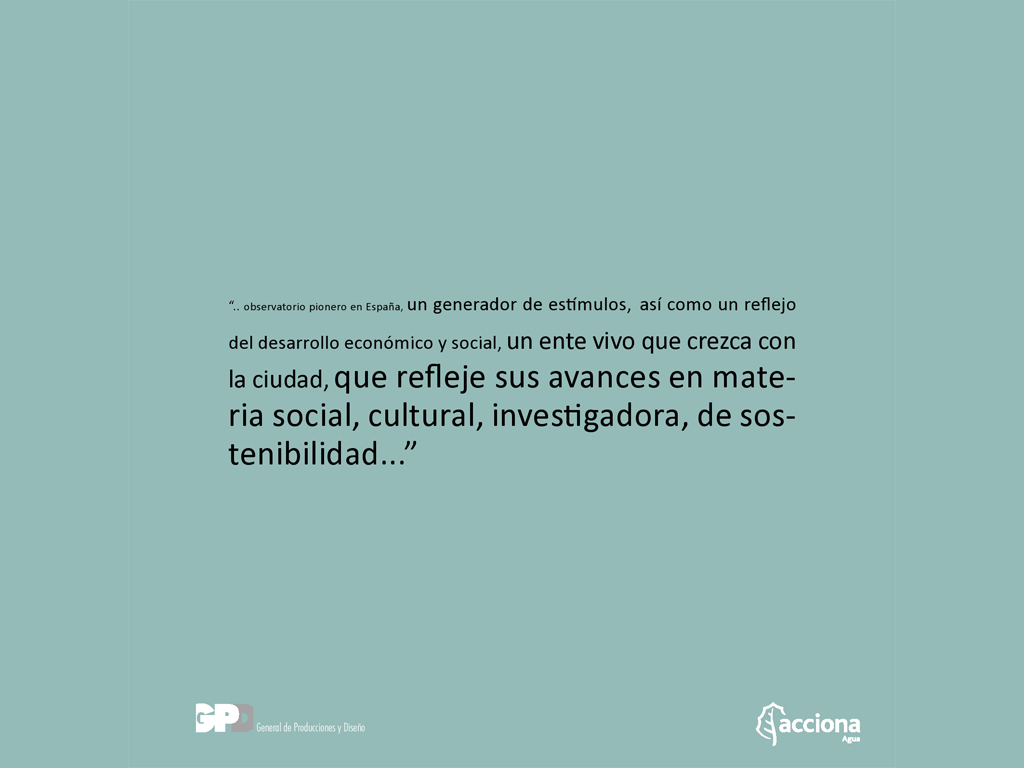 “.. observatorio pionero en España, un generador de estímulos, así como un reflejo
del desarrollo económico y social, un ente vivo que crezca con
la ciudad, que refleje sus avances en mate-
ria social, cultural, investigadora, de sos-
tenibilidad...”
GPD General de Producciones y Diseño
acciona
Agua